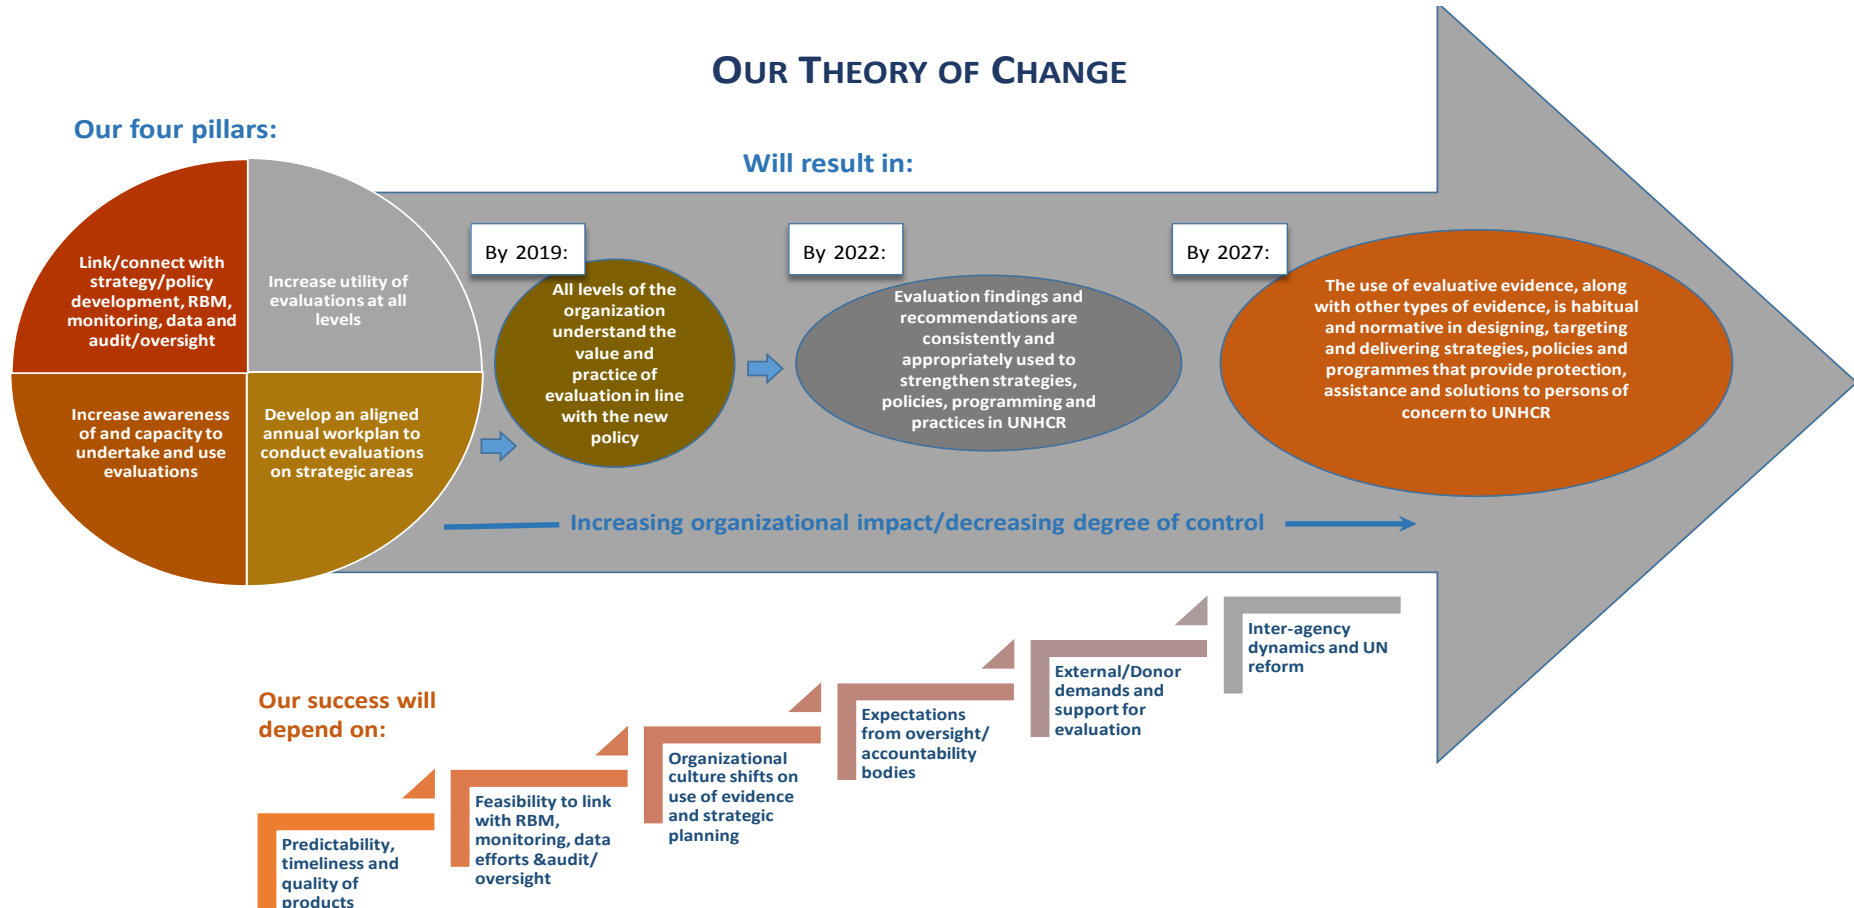 OUR THEORY OF CHANGE
Our four pillars:
Will result in:
Link/connect with
strategy/policy
development, RBM,
monitoring, data and
audit/oversight
Increase utility of
evaluations at all
levels
Increase awareness
of and capacity to
undertake and use
evaluations
Develop an aligned
annual workplan to
conduct evaluations
on strategic areas
By 2019:
All levels of the
organization
understand the
value and
practice of
evaluation in line
with the new
policy
By 2022:
Evaluation findings and
recommendations are
consistently and
appropriately used to
strengthen strategies,
policies, programming and
practices in UNHCR
By 2027:
The use of evaluative evidence, along
with other types of evidence, is habitual
and normative in designing, targeting
and delivering strategies, policies and
programmes that provide protection,
assistance and solutions to persons of
concern to UNHCR
Increasing organizational impact/decreasing degree of control
Our success will
depend on:
Predictability,
timeliness and
quality of
products
Feasibility to link
with RBM,
monitoring, data
efforts &audit/
oversight
Organizational
culture shifts on
use of evidence
and strategic
planning
Expectations
from oversight/
accountability
bodies
External/Donor
demands and
support for
evaluation
Inter-agency
dynamics and UN
reform